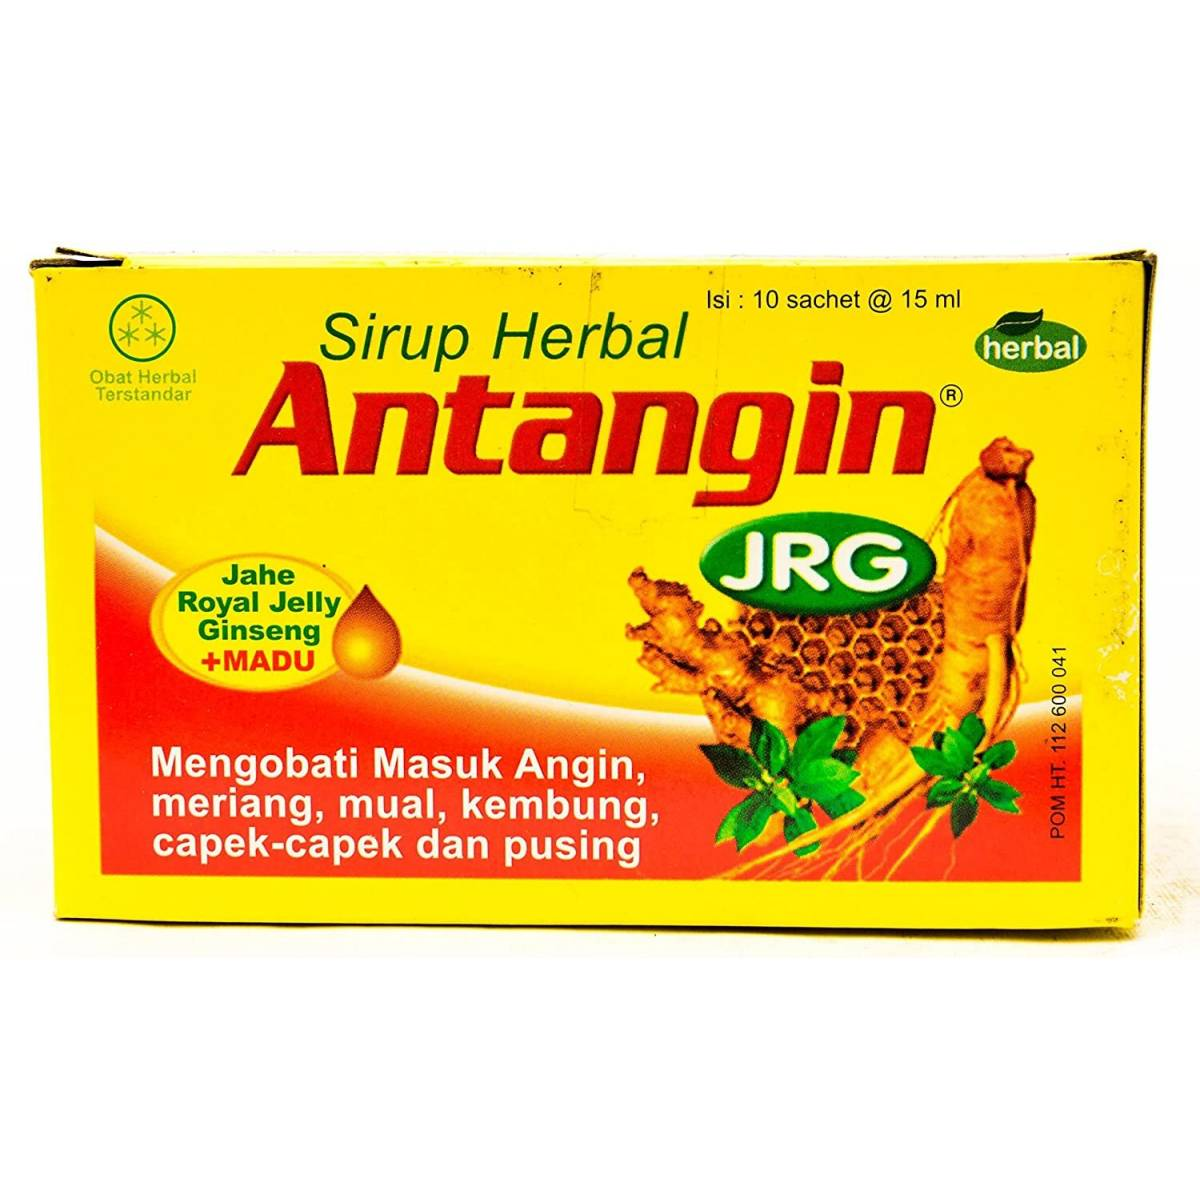 Isi : 10 sachet @ 15 ml
Sirup Herbal
herbal
Obat Herbal
Terstandar
Antangin®
JRG
Jahe
Royal Jelly
Ginseng
+MADU
Mengobati Masuk Angin,
meriang, mual, kembung,
capek-capek dan pusing
POM HT. 112 600 041